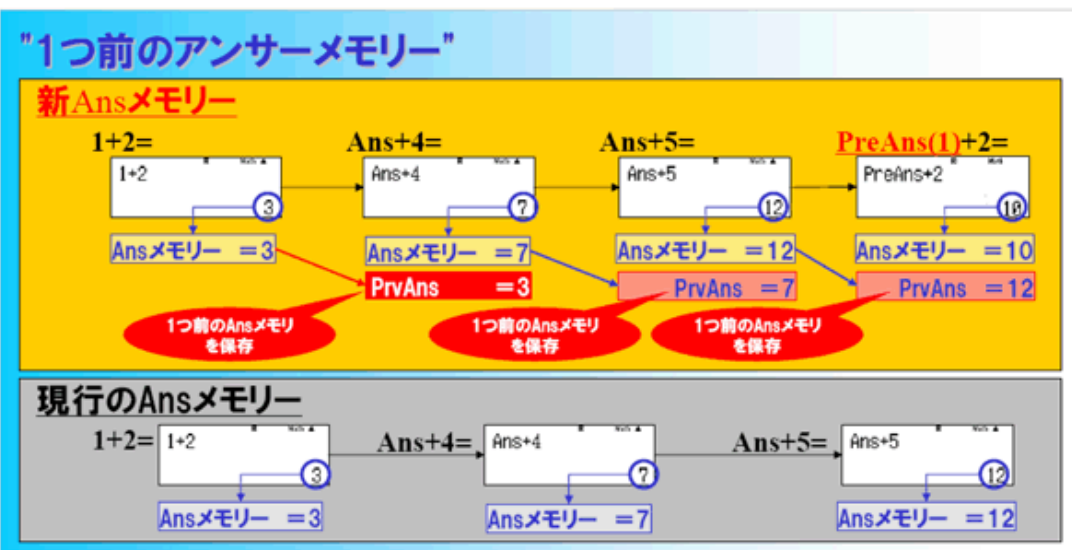 "1つ前のアンサーメモリー"
新Ansメモリー
1+2= Ans+4= Ans+5= PreAns(1)+2=
1+2 Ans+4 Ans+5 PreAns+2
3 7 12 10
Ansメモリー =3 Ansメモリー =7 Ansメモリー =12 Ansメモリー =10
PrvAns =3 PrvAns =7 PrvAns =12
1つ前のAnsメモリ 1つ前のAnsメモリ 1つ前のAnsメモリ
を保存 を保存 を保存
現行のAnsメモリー
1+2= Ans+4= Ans+5=
1+2 Ans+4 Ans+5
3 7 12
Ansメモリー =3 Ansメモリー =7 Ansメモリー =12